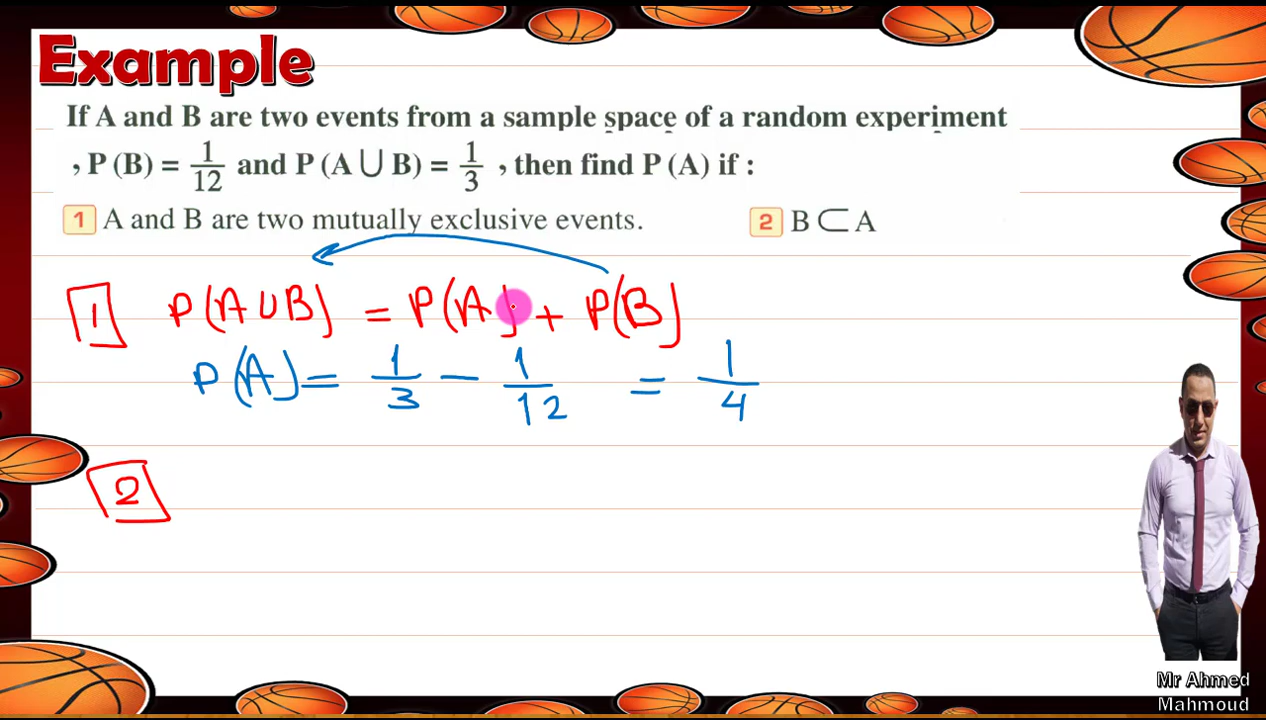 Example
If A and B are two events from a sample space of a random experiment
, P (B) = 1/12 and P (A ∪ B) = 1/3 , then find P (A) if :
1 A and B are two mutually exclusive events. 2 B ⊂ A
1 P(A∪B) = P(A) + P(B)
P(A) = 1/3 − 1/12 = 1/4
2
Mr Ahmed
Mahmoud